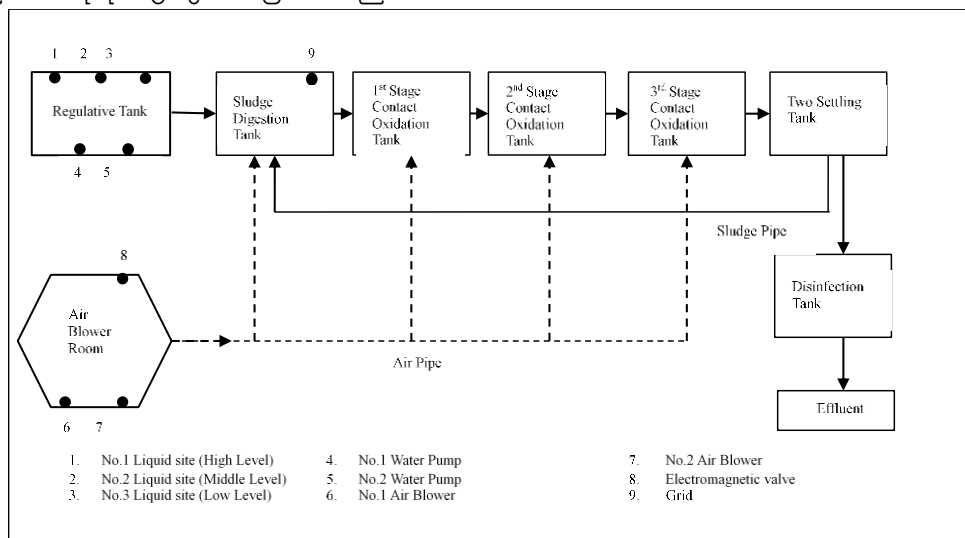 1 2 3 9
Regulative Tank
4 5
Sludge
Digestion
Tank
1st Stage
Contact
Oxidation
Tank
2nd Stage
Contact
Oxidation
Tank
3rd Stage
Contact
Oxidation
Tank
Two Settling
Tank
Sludge Pipe
8
Air
Blower
Room
6 7
Air Pipe
Disinfection
Tank
Effluent
1. No.1 Liquid site (High Level)
2. No.2 Liquid site (Middle Level)
3. No.3 Liquid site (Low Level)
4. No.1 Water Pump
5. No.2 Water Pump
6. No.1 Air Blower
7. No.2 Air Blower
8. Electromagnetic valve
9. Grid